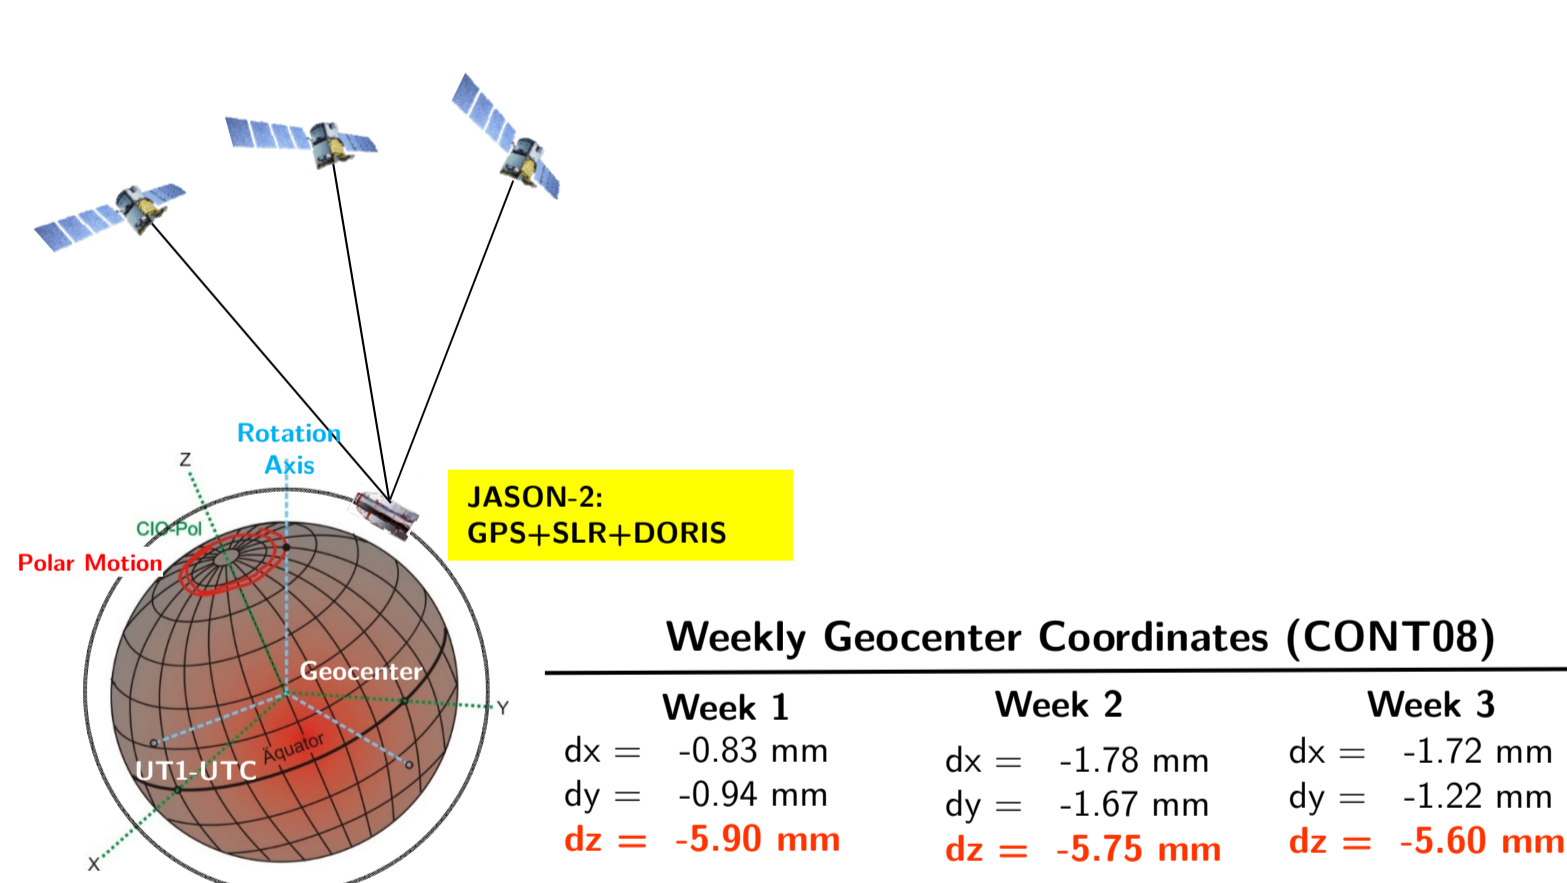 Rotation
Axis
Z
CIO-Pol
Polar Motion
JASON-2:
GPS+SLR+DORIS
Geocenter
Y
Äquator
UT1-UTC
X
Weekly Geocenter Coordinates (CONT08)
Week 1
dx = -0.83 mm
dy = -0.94 mm
dz = -5.90 mm
Week 2
dx = -1.78 mm
dy = -1.67 mm
dz = -5.75 mm
Week 3
dx = -1.72 mm
dy = -1.22 mm
dz = -5.60 mm